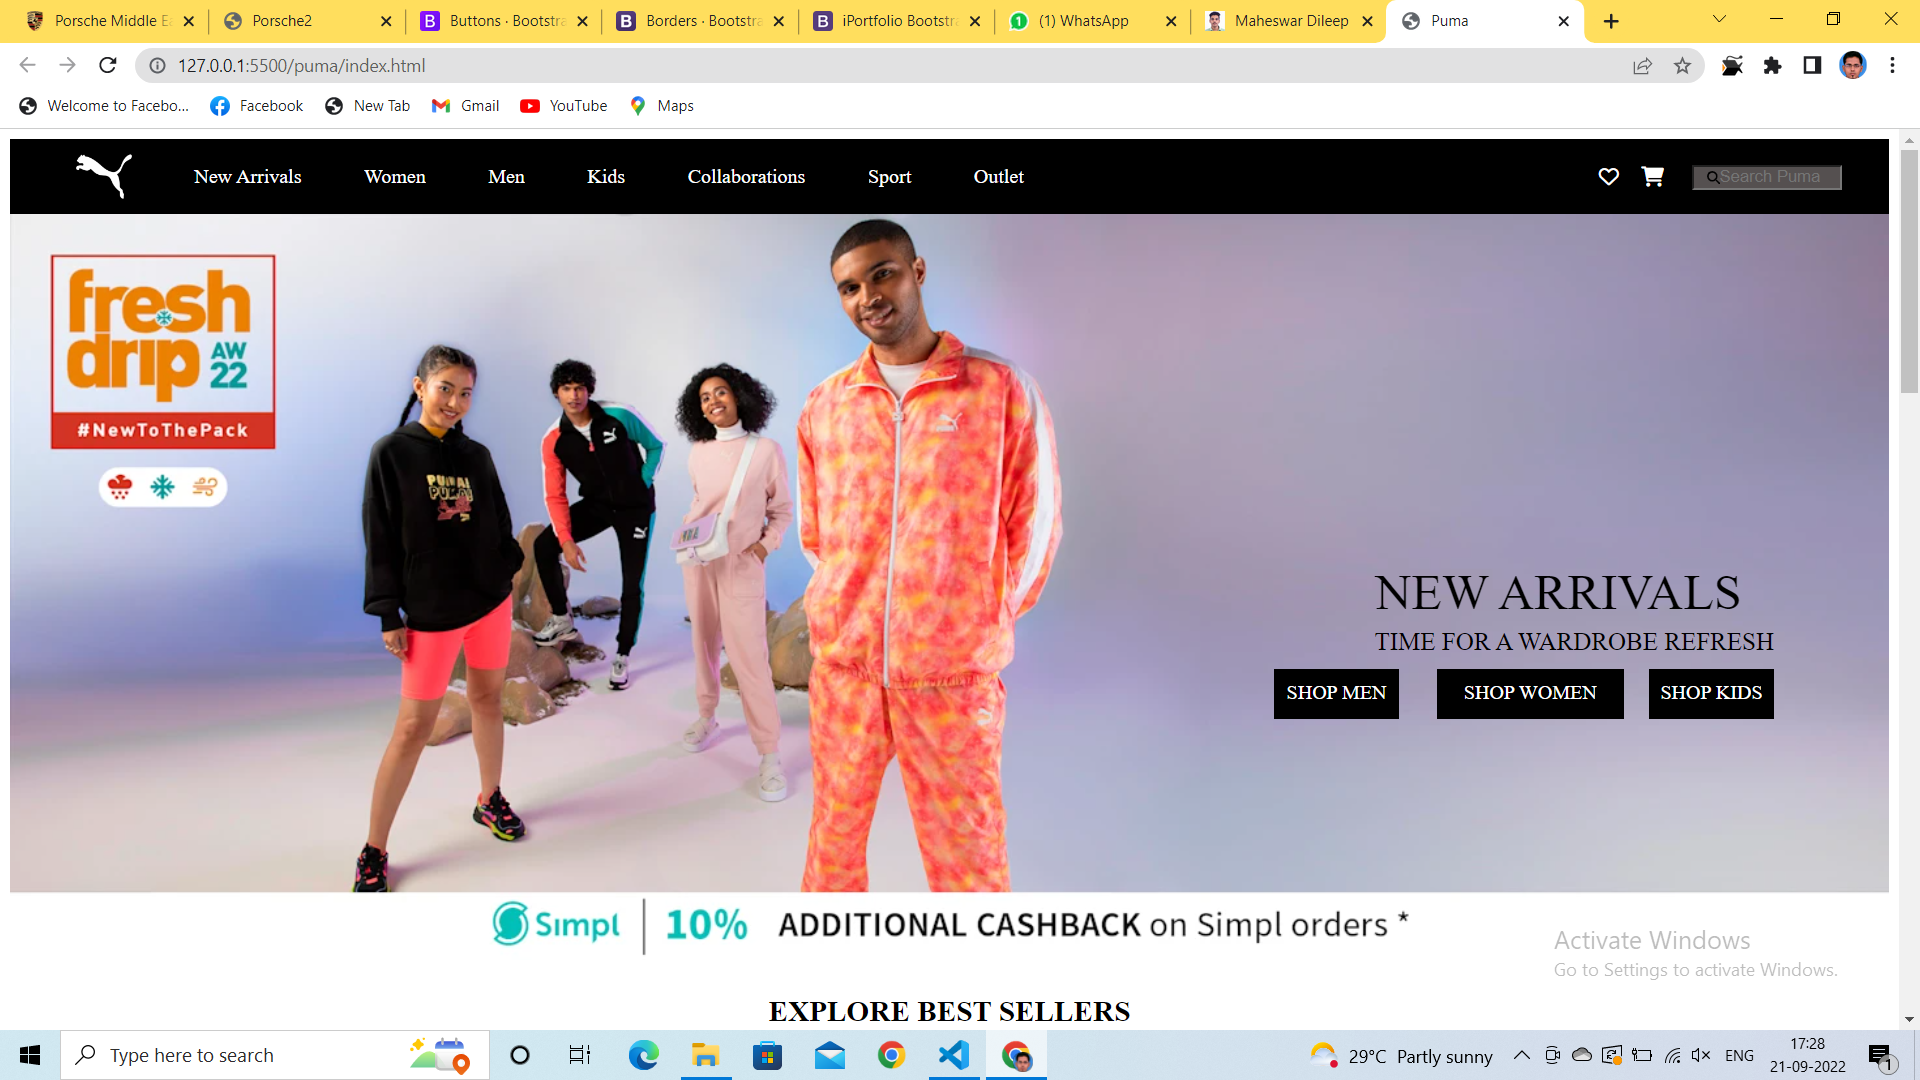 Porsche Middle Ea
Porsche2
Buttons · Bootstra
Borders · Bootstra
iPortfolio Bootstra
(1) WhatsApp
Maheswar Dileep
Puma
127.0.0.1:5500/puma/index.html
Welcome to Facebo...
Facebook
New Tab
Gmail
YouTube
Maps
New Arrivals
Women
Men
Kids
Collaborations
Sport
Outlet
Search Puma
fresh
drip AW
22
#NewToThePack
PUMA!
PUMA!
NEW ARRIVALS
TIME FOR A WARDROBE REFRESH
SHOP MEN
SHOP WOMEN
SHOP KIDS
Simpl | 10% ADDITIONAL CASHBACK on Simpl orders *
Activate Windows
Go to Settings to activate Windows.
EXPLORE BEST SELLERS
Type here to search
29°C Partly sunny
ENG
17:28
21-09-2022
1